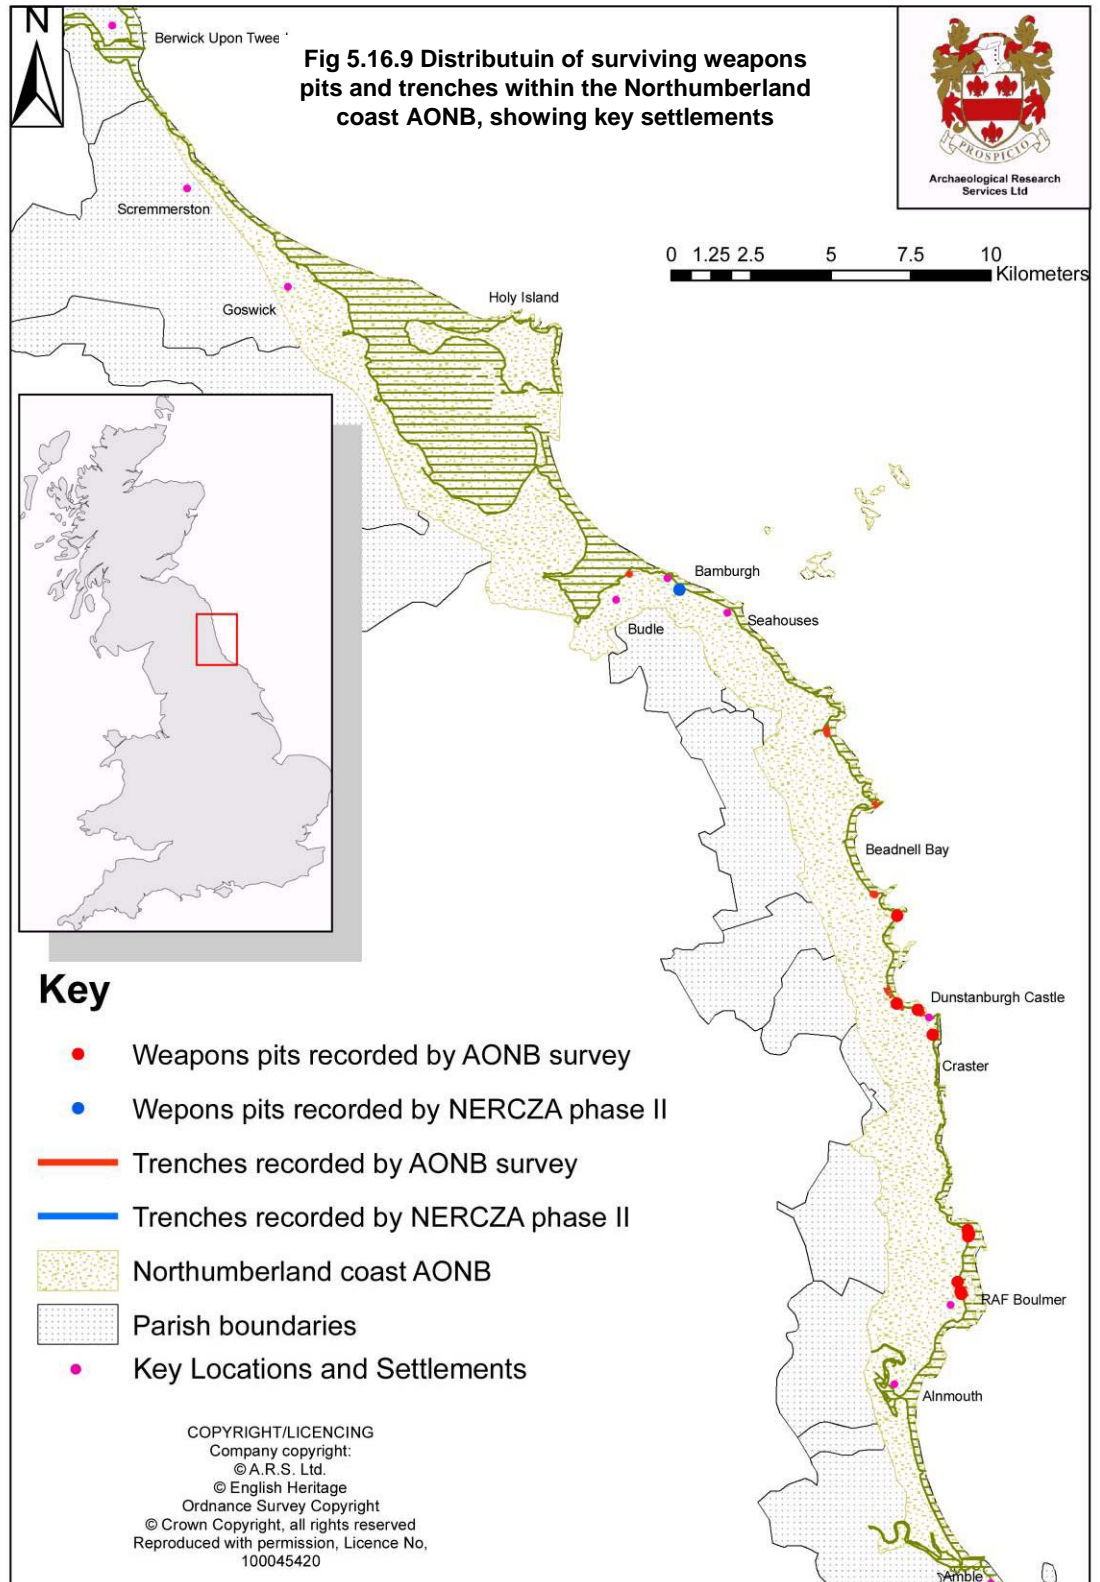 N
Berwick Upon Twee
Fig 5.16.9 Distributuin of surviving weapons
pits and trenches within the Northumberland
coast AONB, showing key settlements
PROSPICIO
Archaeological Research
Services Ltd
Scremmerston
0 1.25 2.5 5 7.5 10
Kilometers
Goswick
Holy Island
Bamburgh
Seahouses
Budle
Beadnell Bay
Dunstanburgh Castle
Craster
RAF Boulmer
Alnmouth
Amble
Key
Weapons pits recorded by AONB survey
Wepons pits recorded by NERCZA phase II
Trenches recorded by AONB survey
Trenches recorded by NERCZA phase II
Northumberland coast AONB
Parish boundaries
Key Locations and Settlements
COPYRIGHT/LICENCING
Company copyright:
© A.R.S. Ltd.
© English Heritage
Ordnance Survey Copyright
© Crown Copyright, all rights reserved
Reproduced with permission, Licence No,
100045420